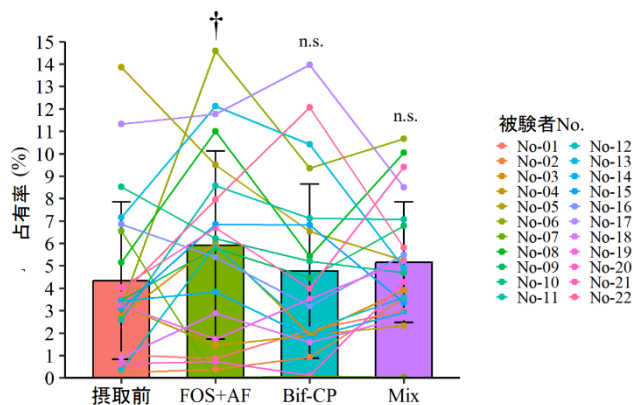 †
n.s.
n.s.
占有率 (%)
15
14
13
12
11
10
9
8
7
6
5
4
3
2
1
0
摂取前
FOS+AF
Bif-CP
Mix
被験者No.
No-01
No-02
No-03
No-04
No-05
No-06
No-07
No-08
No-09
No-10
No-11
No-12
No-13
No-14
No-15
No-16
No-17
No-18
No-19
No-20
No-21
No-22